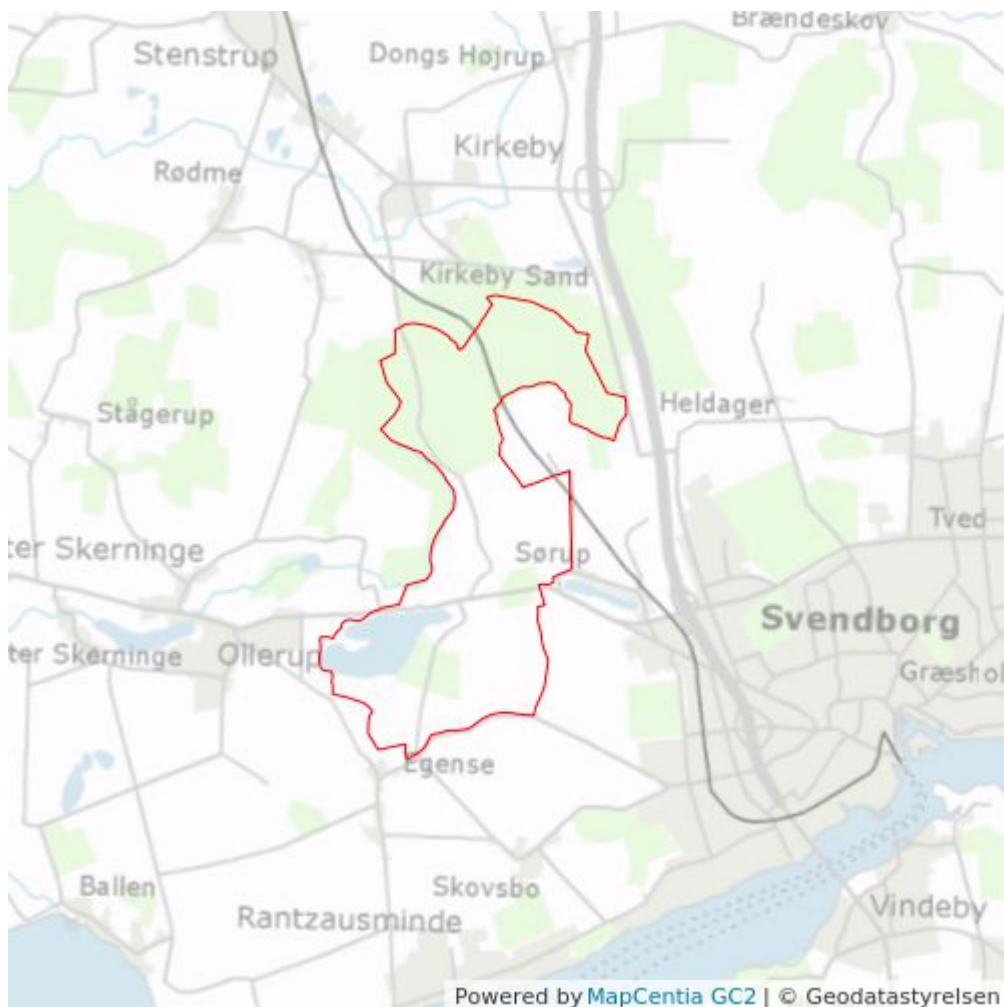 Brændeskov
Stenstrup
Dongs Højrup
Kirkeby
Rødme
Kirkeby Sand
Heldager
Stågerup
Tved
ter Skerninge
Sørup
Svendborg
ter Skerninge
Ollerup
Græshol
Egense
Ballen
Skovsbo
Rantzausminde
Vindeby
Powered by MapCentia GC2 | © Geodatastyrelsen